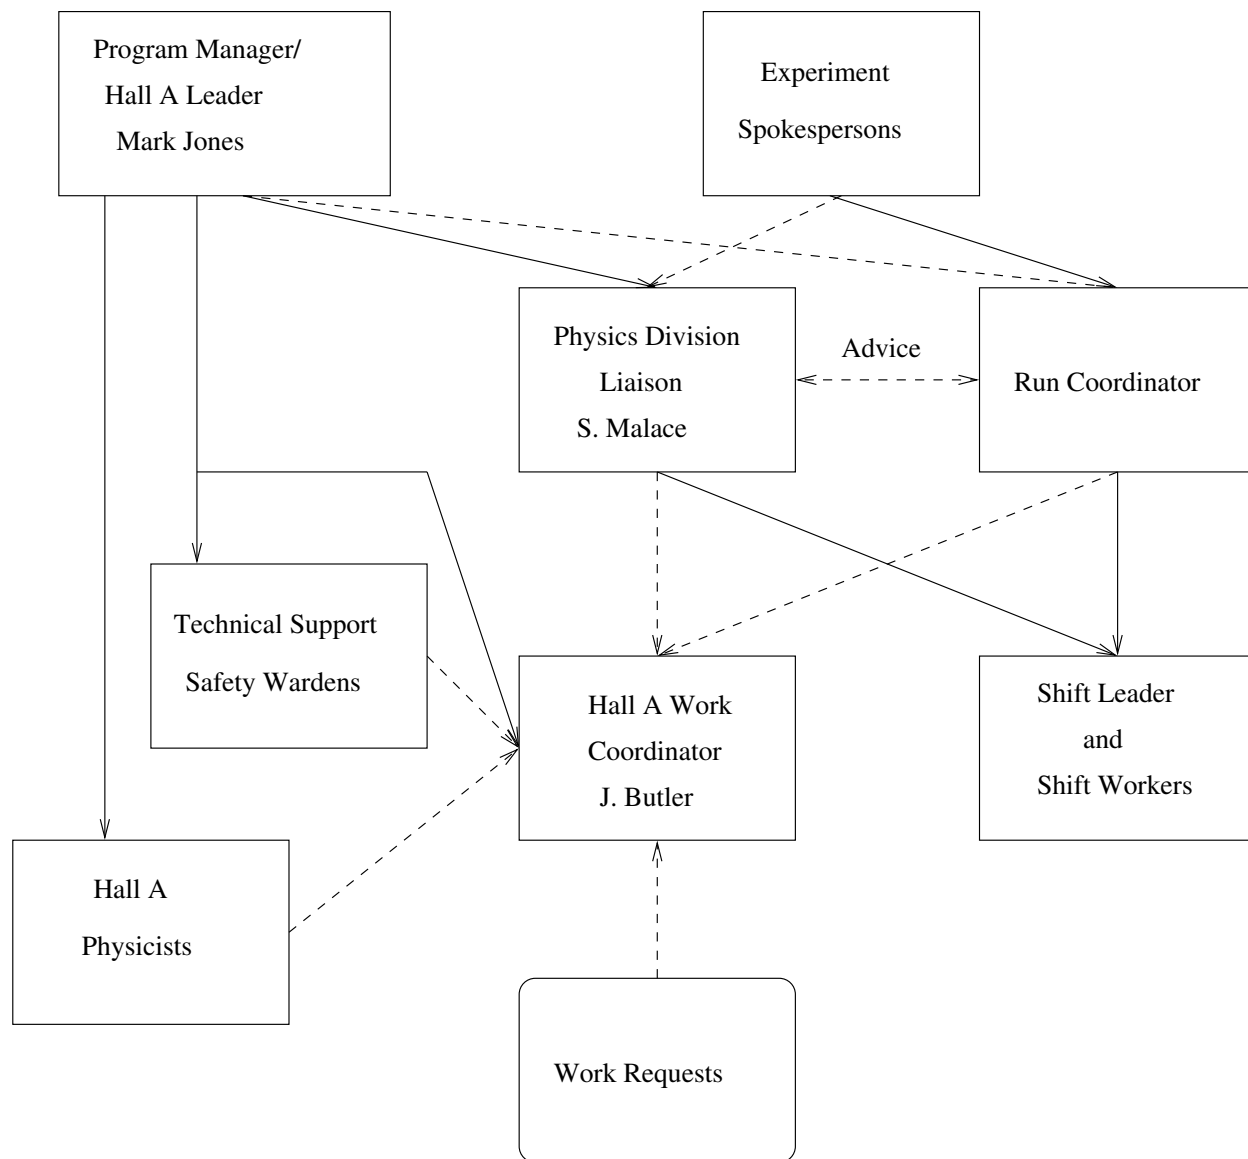 Program Manager/
Hall A Leader
Mark Jones
Experiment
Spokespersons
Physics Division
Liaison
S. Malace
Advice
Run Coordinator
Technical Support
Safety Wardens
Hall A Work
Coordinator
J. Butler
Shift Leader
and
Shift Workers
Hall A
Physicists
Work Requests